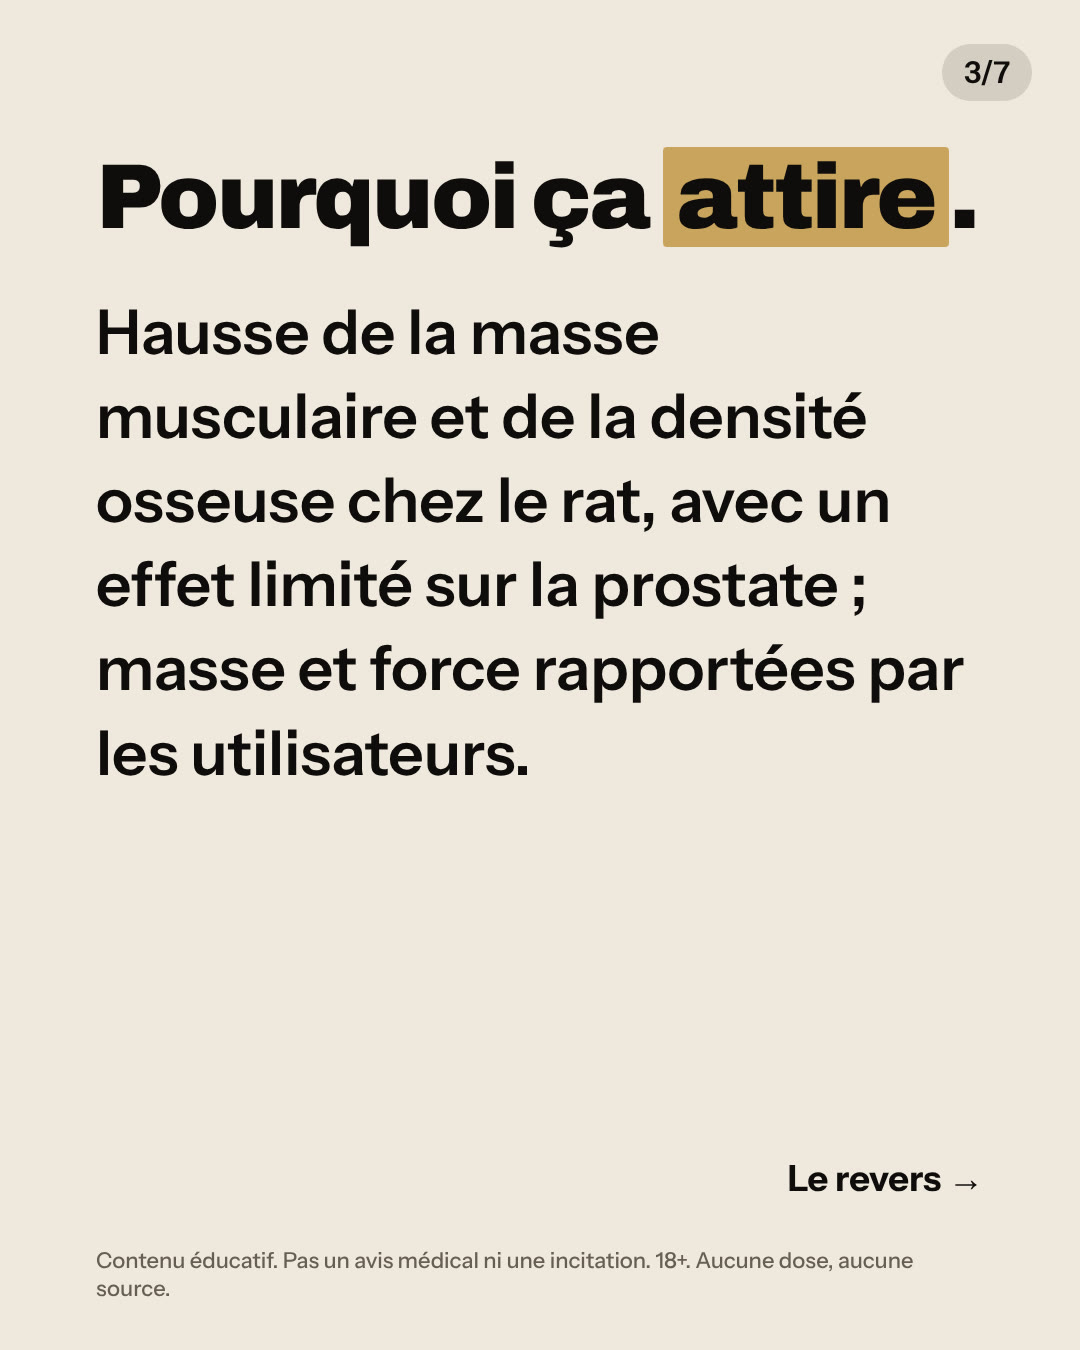 3/7
Pourquoi ça attire.
Hausse de la masse
musculaire et de la densité
osseuse chez le rat, avec un
effet limité sur la prostate ;
masse et force rapportées par
les utilisateurs.
Le revers →
Contenu éducatif. Pas un avis médical ni une incitation. 18+. Aucune dose, aucune
source.